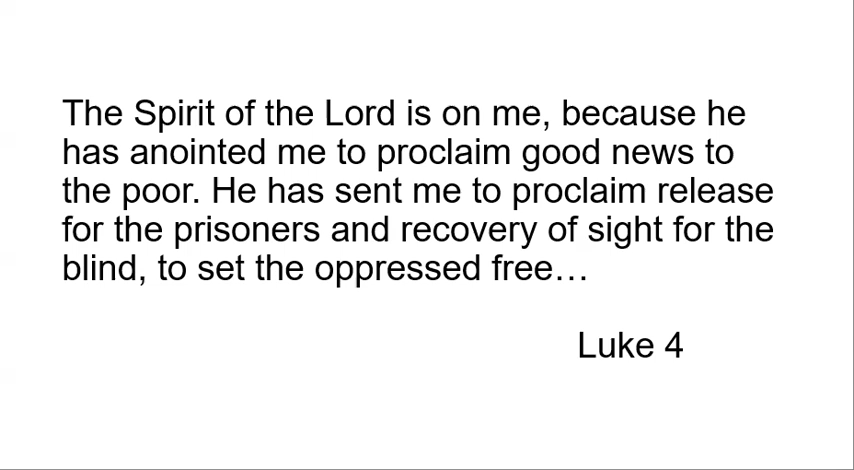 The Spirit of the Lord is on me, because he
has anointed me to proclaim good news to
the poor. He has sent me to proclaim release
for the prisoners and recovery of sight for the
blind, to set the oppressed free…
Luke 4